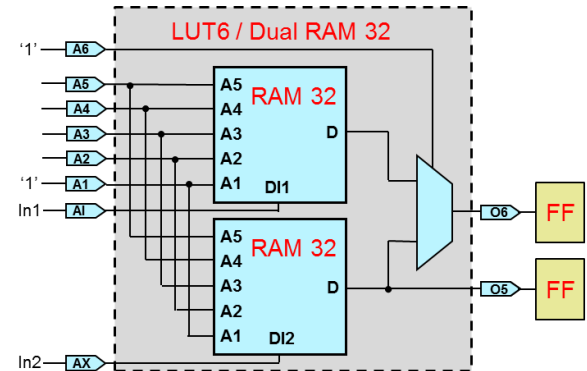 LUT6 / Dual RAM 32
‘1’ A6
A5
A4
A3
A2
‘1’ A1
In1 AI
A5
A4
A3
A2
A1
RAM 32
D
DI1
A5
A4
A3
A2
A1
RAM 32
D
DI2
In2 AX
O6 FF
O5 FF